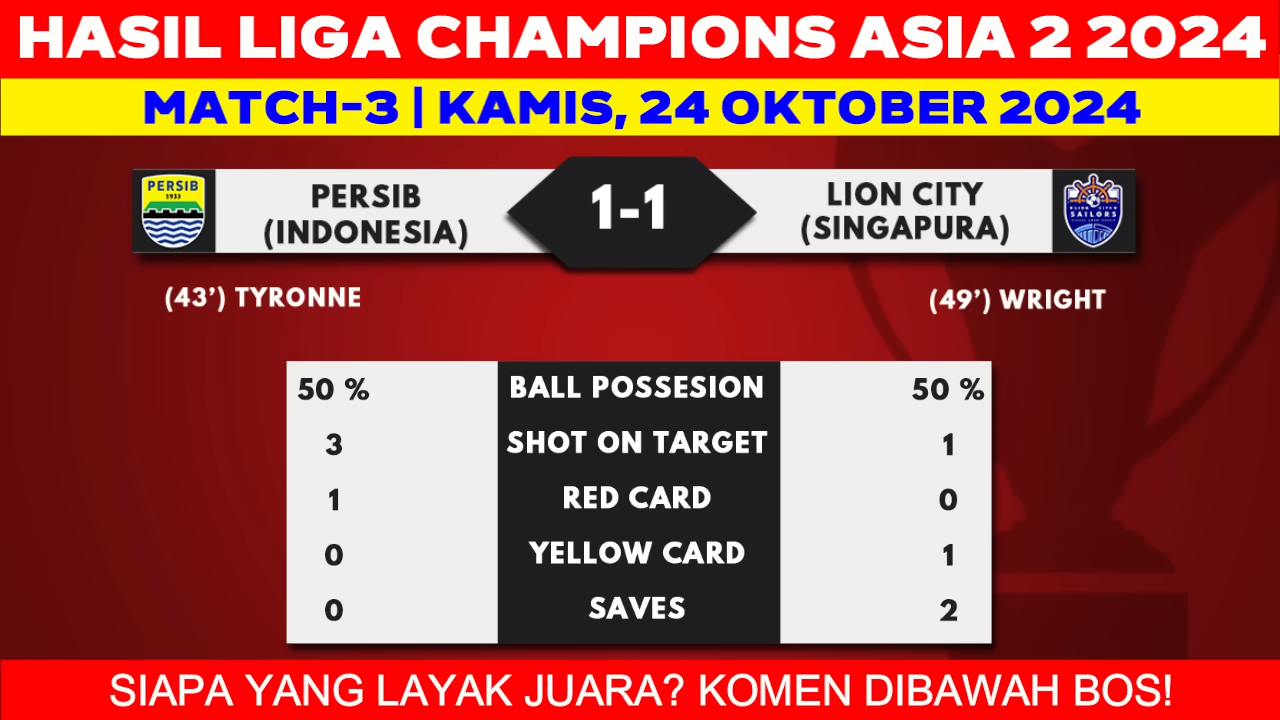 HASIL LIGA CHAMPIONS ASIA 2 2024
MATCH-3 | KAMIS, 24 OKTOBER 2024
PERSIB
1933
PERSIB
(INDONESIA)
1-1
LION CITY
(SINGAPURA)
LION CITY
SAILORS
(43’) TYRONNE
(49’) WRIGHT
50 % BALL POSSESION 50 %
3 SHOT ON TARGET 1
1 RED CARD 0
0 YELLOW CARD 1
0 SAVES 2
SIAPA YANG LAYAK JUARA? KOMEN DIBAWAH BOS!